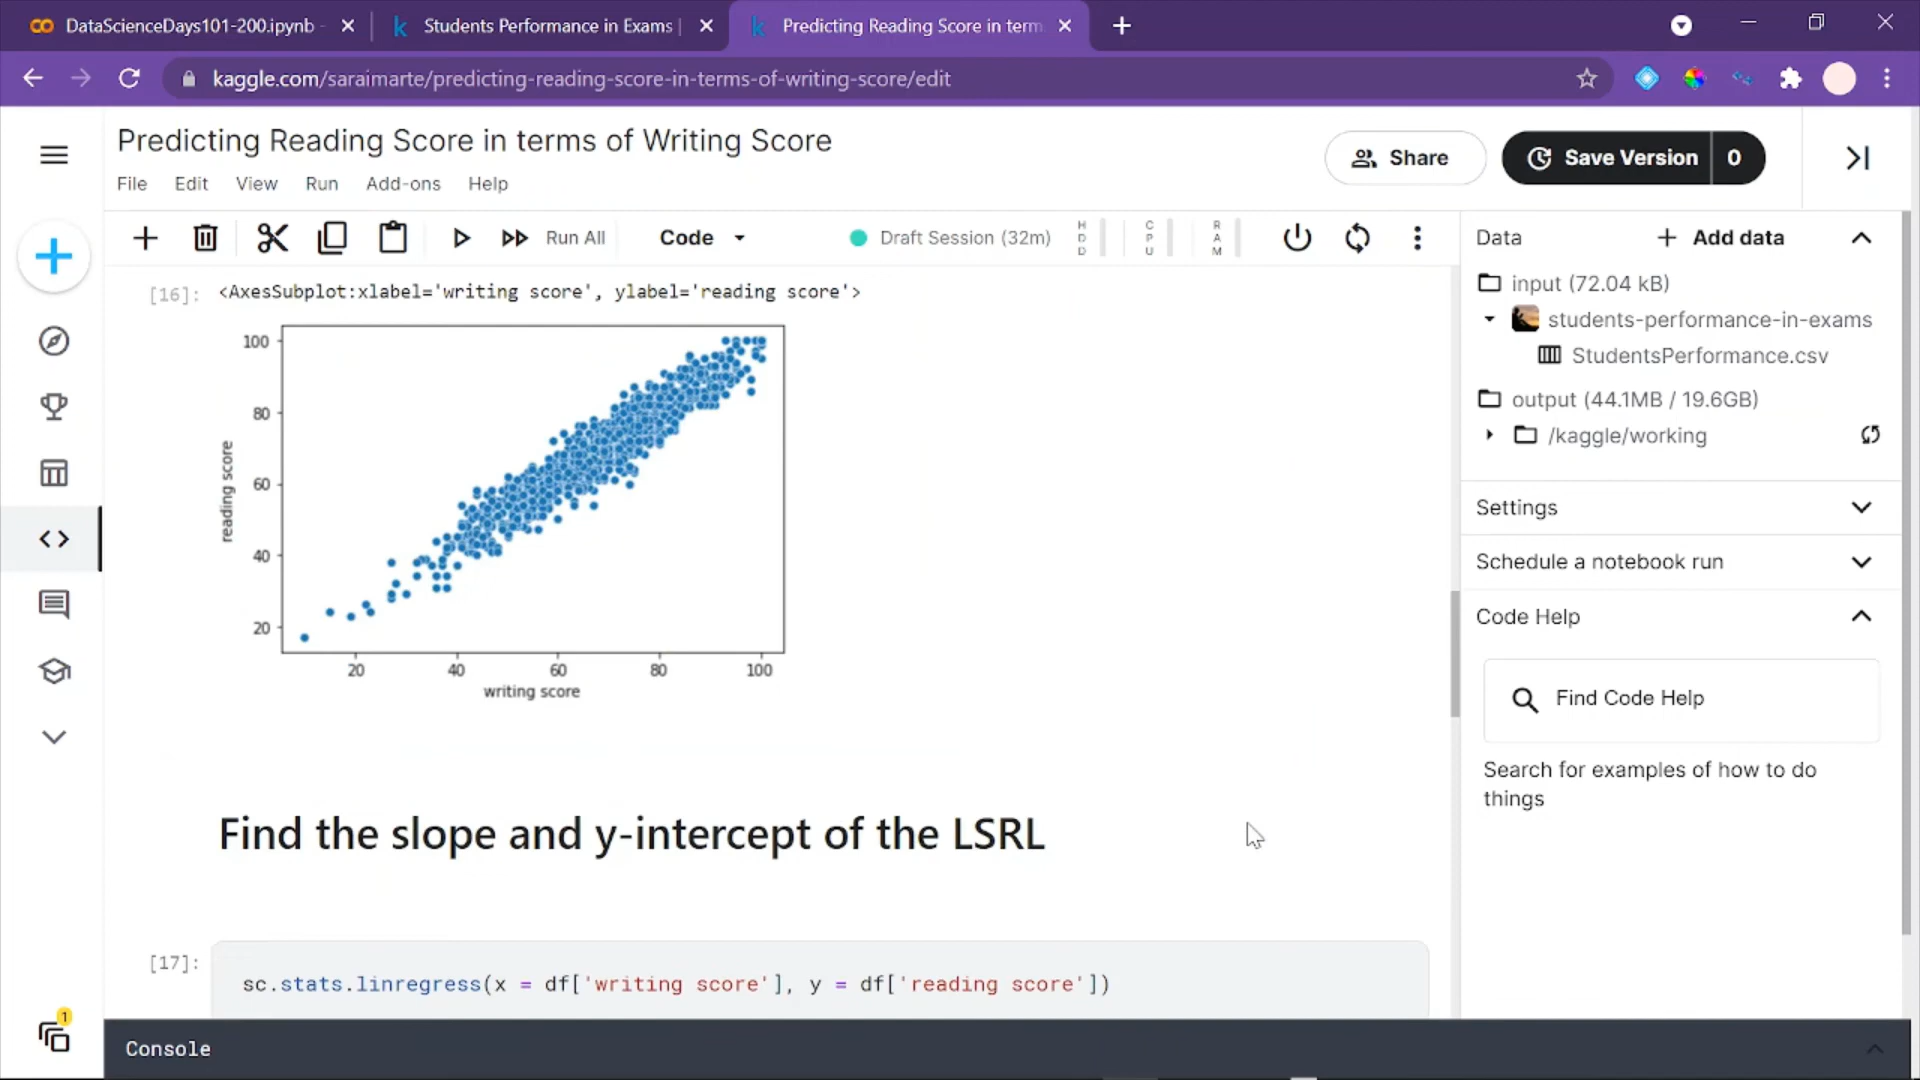 DataScienceDays101-200.ipynb -
Students Performance in Exams |
Predicting Reading Score in term
kaggle.com/saraimarte/predicting-reading-score-in-terms-of-writing-score/edit
Predicting Reading Score in terms of Writing Score
File Edit View Run Add-ons Help
Share
Save Version 0
Run All
Code
Draft Session (32m)
HDD
CPU
RAM
Data
+ Add data
input (72.04 kB)
students-performance-in-exams
StudentsPerformance.csv
output (44.1MB / 19.6GB)
/kaggle/working
Settings
Schedule a notebook run
Code Help
Find Code Help
Search for examples of how to do
things
[16]: <AxesSubplot:xlabel='writing score', ylabel='reading score'>
100
80
60
40
20
reading score
20 40 60 80 100
writing score
Find the slope and y-intercept of the LSRL
[17]:
sc.stats.linregress(x = df['writing score'], y = df['reading score'])
1
Console